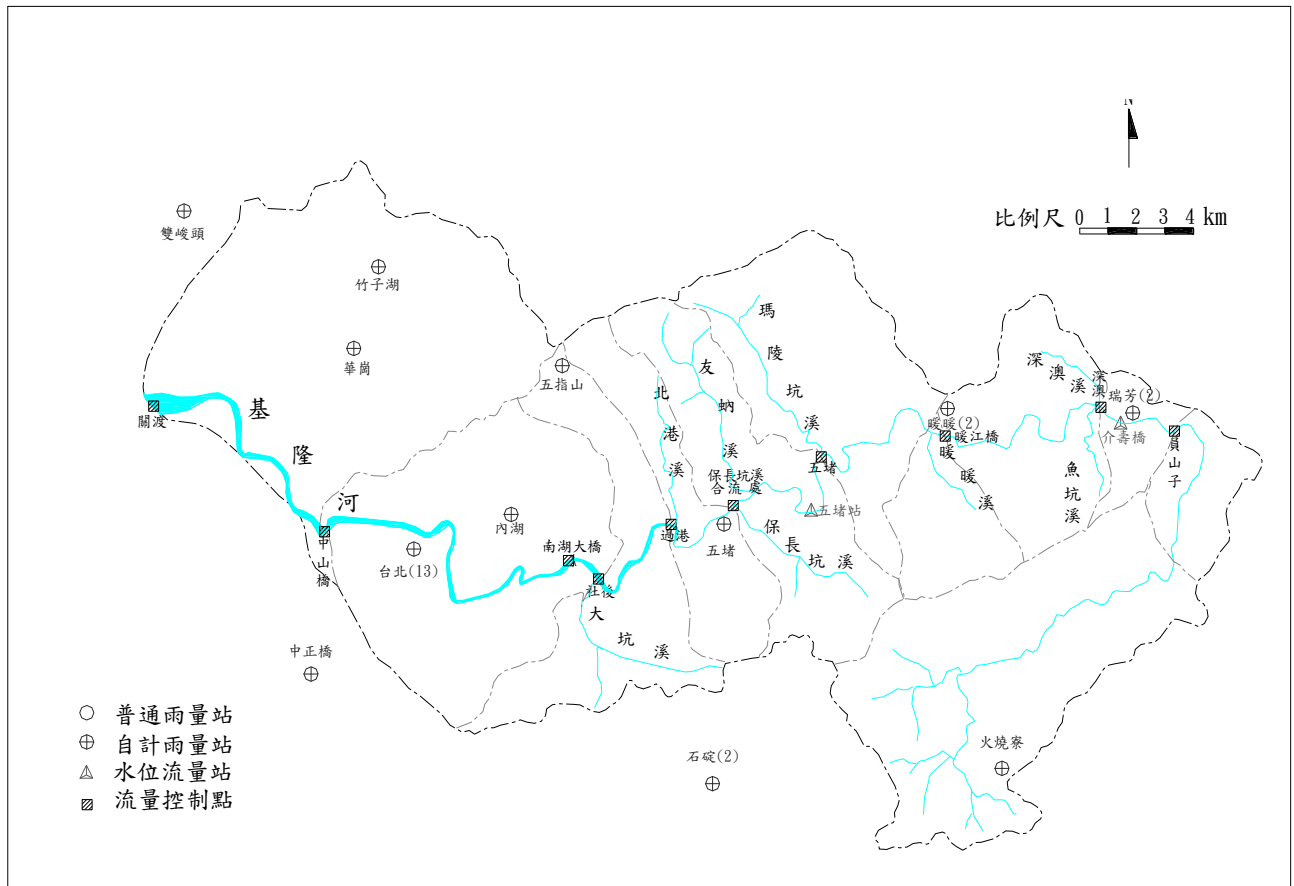 N
比例尺 0 1 2 3 4 km
雙峻頭
竹子湖
華崗
五指山
關渡
基隆河
中山橋
台北(13)
內湖
南湖大橋
社後
大坑溪
中正橋
石碇(2)
火燒寮
過港
北港溪
友蚋溪
瑪陵坑溪
保長坑溪
合流處
五堵
保長坑溪
五堵
五堵站
暖暖(2)
暖江橋
暖暖溪
魚坑溪
深澳溪
深澳
瑞芳(2)
介壽橋
員山子
普通雨量站
自計雨量站
水位流量站
流量控制點